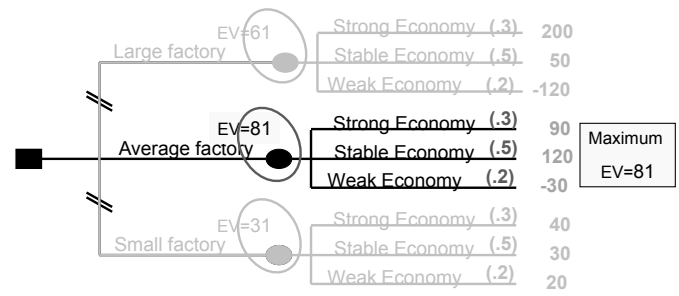 EV=61
Large factory
Strong Economy (.3) 200
Stable Economy (.5) 50
Weak Economy (.2) -120
EV=81
Average factory
Strong Economy (.3) 90
Stable Economy (.5) 120
Weak Economy (.2) -30
Maximum
EV=81
EV=31
Small factory
Strong Economy (.3) 40
Stable Economy (.5) 30
Weak Economy (.2) 20